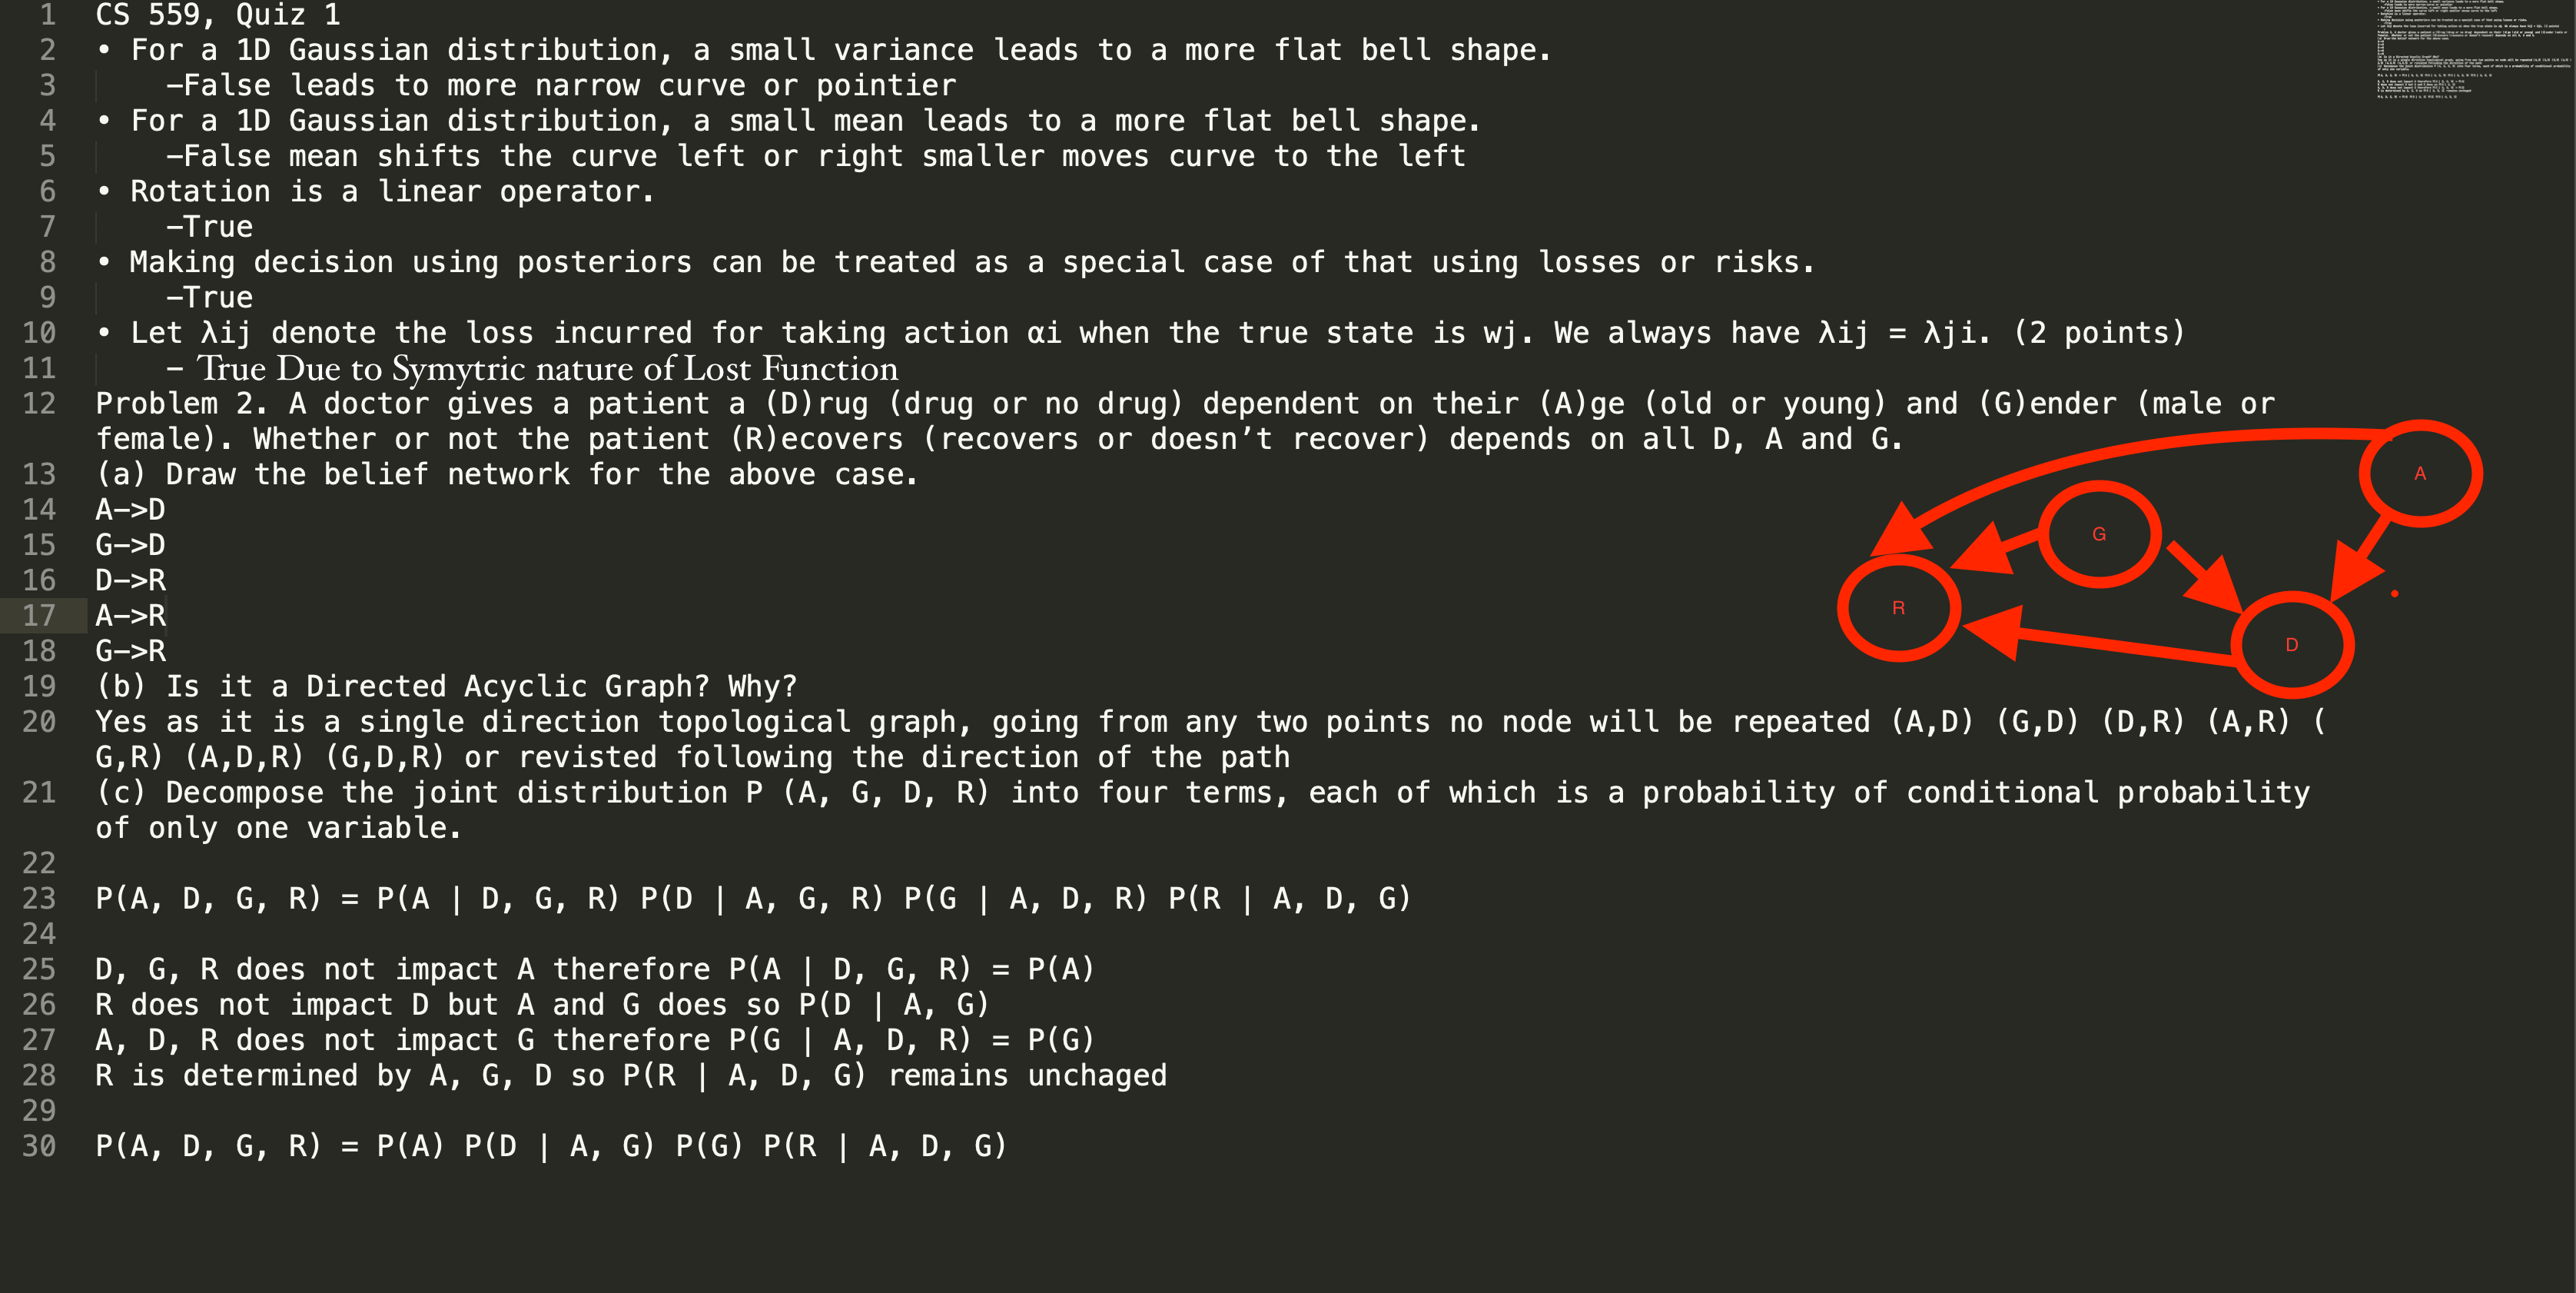 1 CS 559, Quiz 1
2 • For a 1D Gaussian distribution, a small variance leads to a more flat bell shape.
3 –False leads to more narrow curve or pointier
4 • For a 1D Gaussian distribution, a small mean leads to a more flat bell shape.
5 –False mean shifts the curve left or right smaller moves curve to the left
6 • Rotation is a linear operator.
7 –True
8 • Making decision using posteriors can be treated as a special case of that using losses or risks.
9 –True
10 • Let λij denote the loss incurred for taking action αi when the true state is wj. We always have λij = λji. (2 points)
11 – True Due to Symytric nature of Lost Function
12 Problem 2. A doctor gives a patient a (D)rug (drug or no drug) dependent on their (A)ge (old or young) and (G)ender (male or
female). Whether or not the patient (R)ecovers (recovers or doesn’t recover) depends on all D, A and G.
13 (a) Draw the belief network for the above case.
14 A–>D
15 G–>D
16 D–>R
17 A–>R
18 G–>R
A
G
R
D
19 (b) Is it a Directed Acyclic Graph? Why?
20 Yes as it is a single direction topological graph, going from any two points no node will be repeated (A,D) (G,D) (D,R) (A,R) (
G,R) (A,D,R) (G,D,R) or revisted following the direction of the path
21 (c) Decompose the joint distribution P (A, G, D, R) into four terms, each of which is a probability of conditional probability
of only one variable.
22
23 P(A, D, G, R) = P(A | D, G, R) P(D | A, G, R) P(G | A, D, R) P(R | A, D, G)
24
25 D, G, R does not impact A therefore P(A | D, G, R) = P(A)
26 R does not impact D but A and G does so P(D | A, G)
27 A, D, R does not impact G therefore P(G | A, D, R) = P(G)
28 R is determined by A, G, D so P(R | A, D, G) remains unchaged
29
30 P(A, D, G, R) = P(A) P(D | A, G) P(G) P(R | A, D, G)